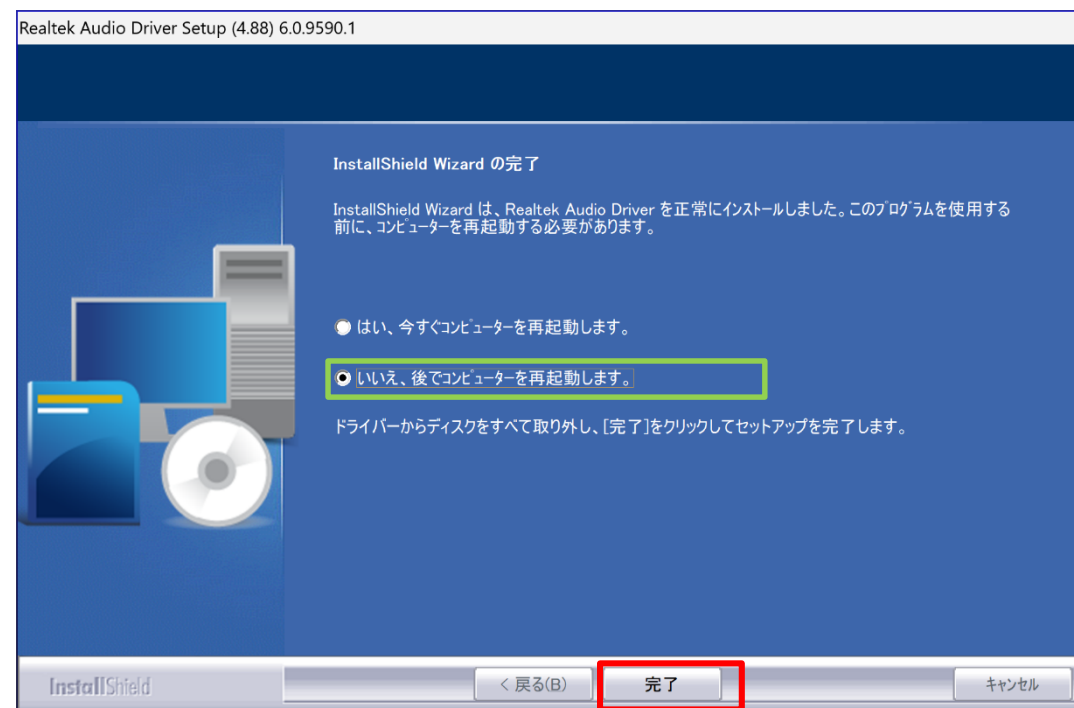 Realtek Audio Driver Setup (4.88) 6.0.9590.1
InstallShield Wizard の完了
InstallShield Wizard は、Realtek Audio Driver を正常にインストールしました。このプログラムを使用する
前に、コンピューターを再起動する必要があります。
はい、今すぐコンピューターを再起動します。
いいえ、後でコンピューターを再起動します。
ドライバーからディスクをすべて取り外し、[完了]をクリックしてセットアップを完了します。
InstallShield
< 戻る(B)
完了
キャンセル